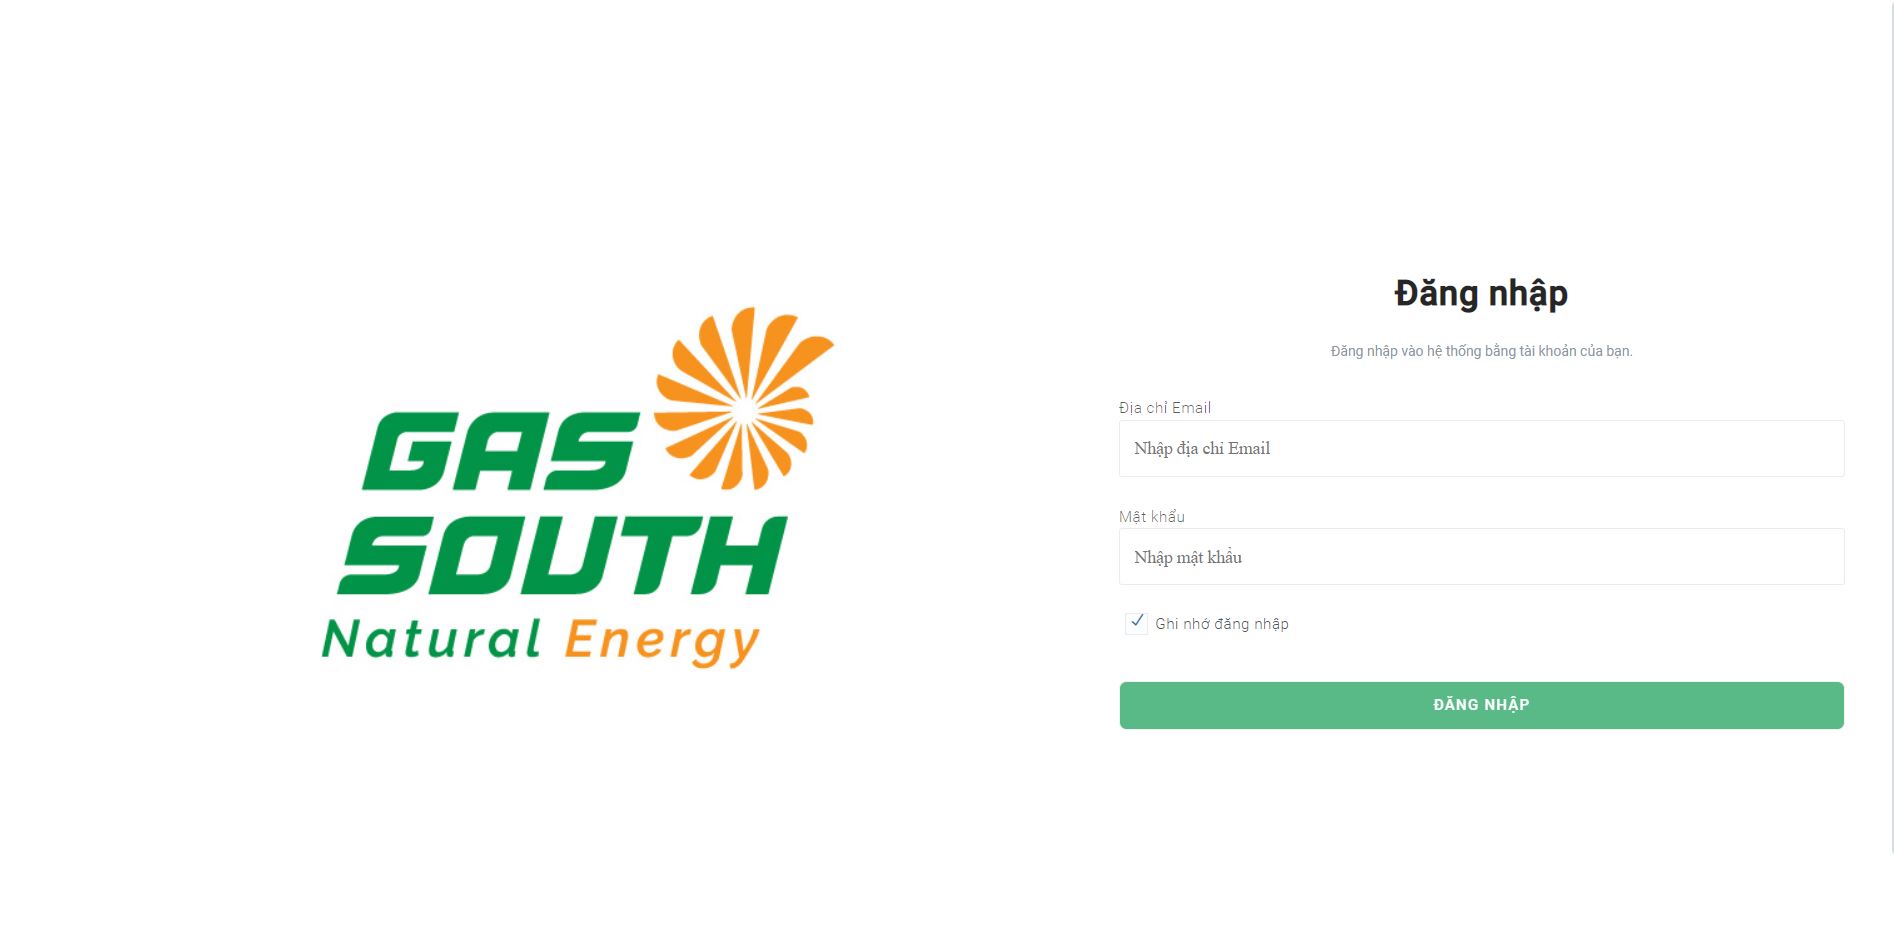 GAS
SOUTH
Natural Energy
Đăng nhập
Đăng nhập vào hệ thống bằng tài khoản của bạn.
Địa chỉ Email
Nhập địa chỉ Email
Mật khẩu
Nhập mật khẩu
Ghi nhớ đăng nhập
ĐĂNG NHẬP